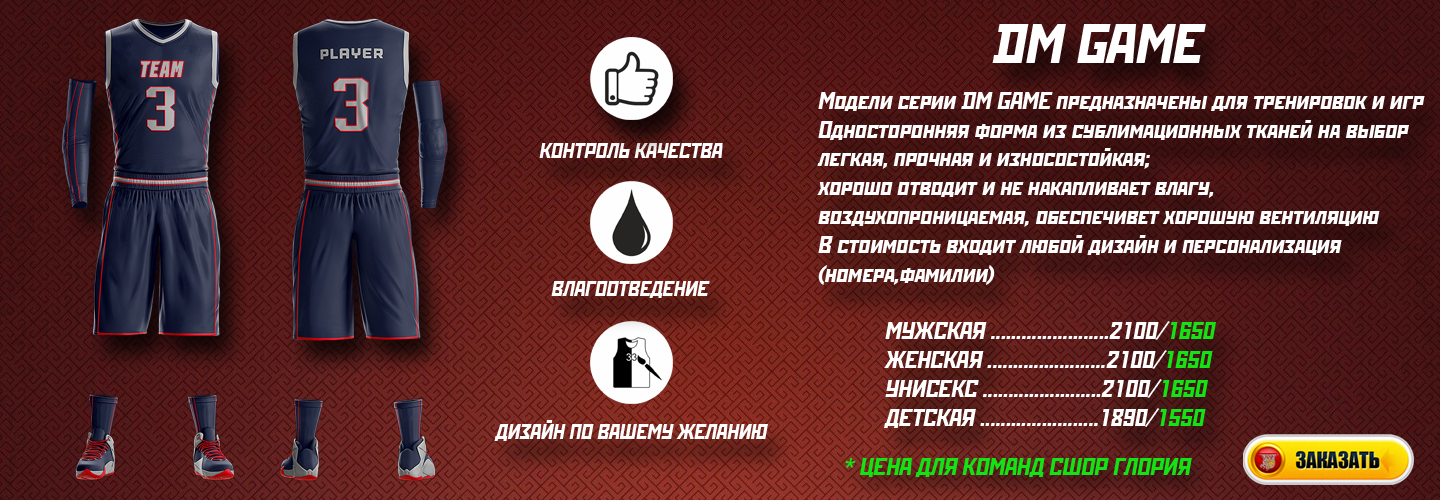 TEAM
3
PLAYER
3
КОНТРОЛЬ КАЧЕСТВА
ВЛАГООТВЕДЕНИЕ
33
ДИЗАЙН ПО ВАШЕМУ ЖЕЛАНИЮ
DM GAME
Модели серии DM GAME предназначены для тренировок и игр
Односторонняя форма из сублимационных тканей на выбор
легкая, прочная и износостойкая;
хорошо отводит и не накапливает влагу,
воздухопроницаемая, обеспечивет хорошую вентиляцию
В стоимость входит любой дизайн и персонализация
(номера,фамилии)
МУЖСКАЯ ..........................2100/1650
ЖЕНСКАЯ ..........................2100/1650
УНИСЕКС ..........................2100/1650
ДЕТСКАЯ ..........................1890/1550
* ЦЕНА ДЛЯ КОМАНД СШОР ГЛОРИЯ
ЗАКАЗАТЬ